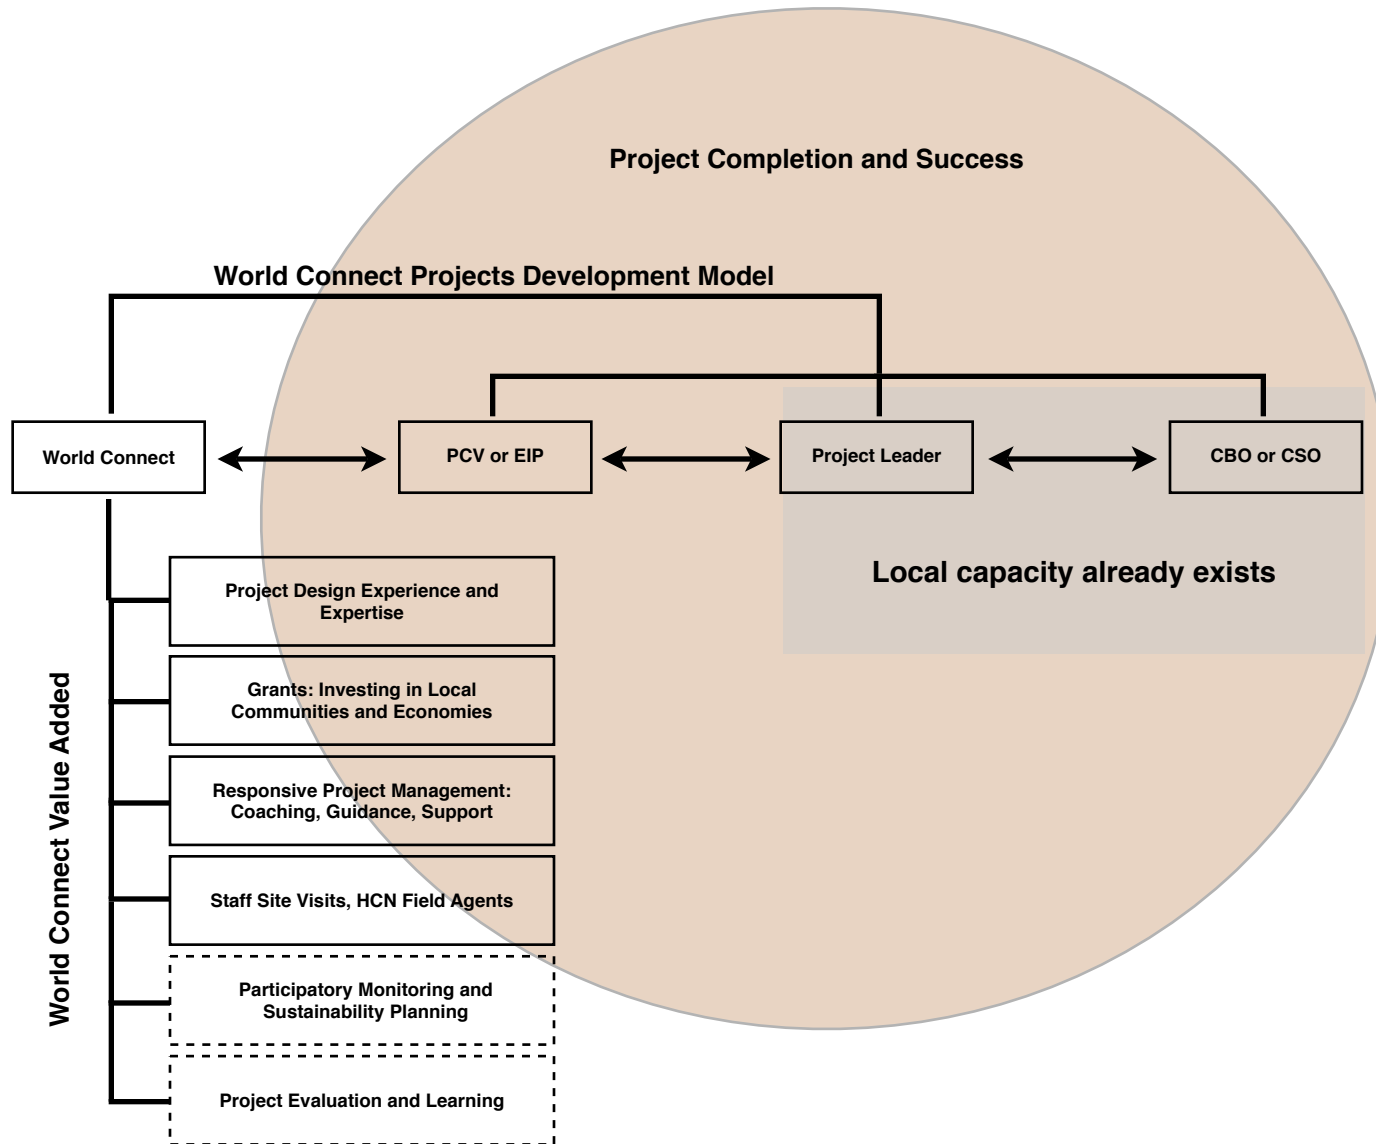 Project Completion and Success
World Connect Projects Development Model
World Connect
PCV or EIP
Project Leader
CBO or CSO
Local capacity already exists
World Connect Value Added
Project Design Experience and
Expertise
Grants: Investing in Local
Communities and Economies
Responsive Project Management:
Coaching, Guidance, Support
Staff Site Visits, HCN Field Agents
Participatory Monitoring and
Sustainability Planning
Project Evaluation and Learning